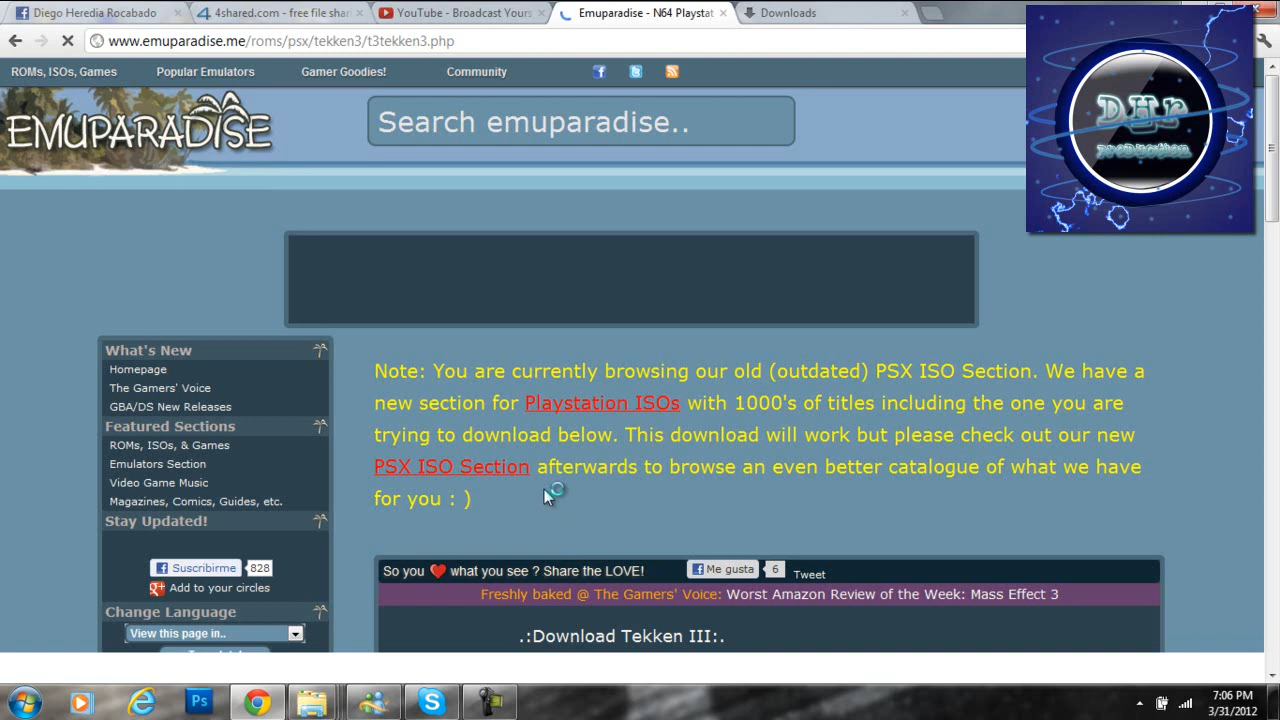 Diego Heredia Rocabado
4shared.com - free file shar
YouTube - Broadcast Yours
Emuparadise - N64 Playstat
Downloads
www.emuparadise.me/roms/psx/tekken3/t3tekken3.php
ROMs, ISOs, Games
Popular Emulators
Gamer Goodies!
Community
EMUPARADISE
Search emuparadise..
DHr
production
What's New
Homepage
The Gamers' Voice
GBA/DS New Releases
Featured Sections
ROMs, ISOs, & Games
Emulators Section
Video Game Music
Magazines, Comics, Guides, etc.
Stay Updated!
Suscribirme 828
Add to your circles
Change Language
View this page in..
Note: You are currently browsing our old (outdated) PSX ISO Section. We have a
new section for Playstation ISOs with 1000's of titles including the one you are
trying to download below. This download will work but please check out our new
PSX ISO Section afterwards to browse an even better catalogue of what we have
for you : )
So you ❤ what you see ? Share the LOVE!
Me gusta 6
Tweet
Freshly baked @ The Gamers' Voice: Worst Amazon Review of the Week: Mass Effect 3
.:Download Tekken III:.
Ps
7:06 PM
3/31/2012